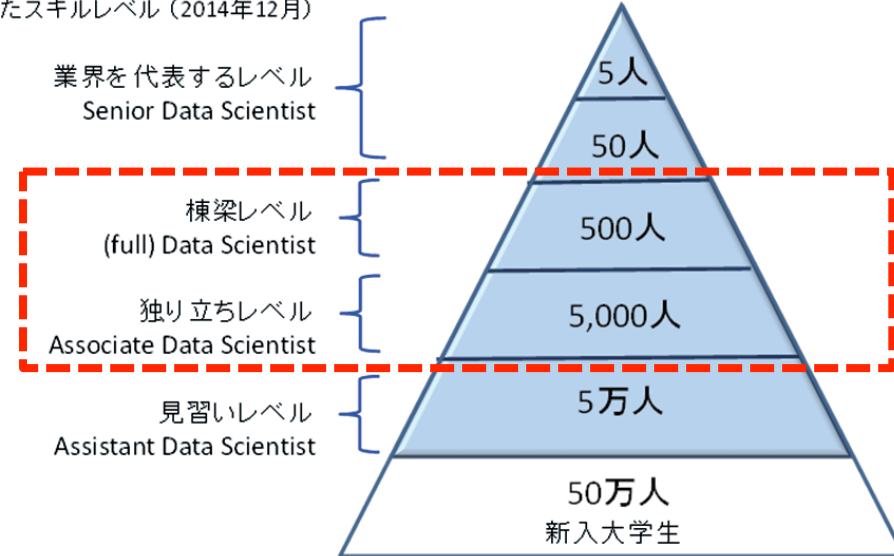 たスキルレベル（2014年12月）
業界を代表するレベル
Senior Data Scientist
5人
50人
棟梁レベル
(full) Data Scientist
500人
独り立ちレベル
Associate Data Scientist
5,000人
見習いレベル
Assistant Data Scientist
5万人
50万人
新入大学生